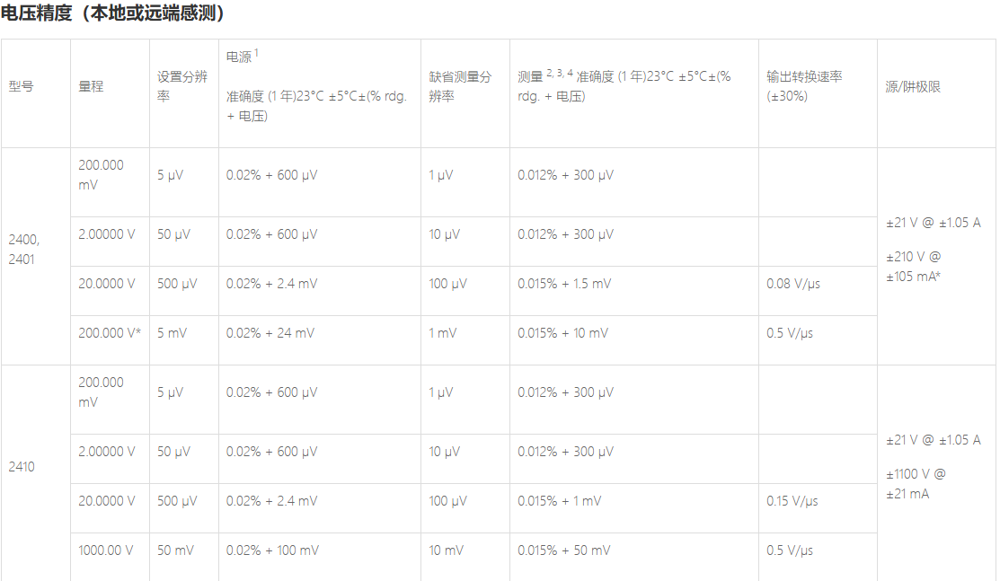 电压精度（本地或远端感测）
型号
量程
设置分辨
率
电源 1
准确度 (1 年)23°C ±5°C±(% rdg.
+ 电压)
缺省测量分
辨率
测量 2, 3, 4 准确度 (1 年)23°C ±5°C±(%
rdg. + 电压)
输出转换速率
(±30%)
源/阱极限
2400,
2401
200.000
mV
5 µV
0.02% + 600 µV
1 µV
0.012% + 300 µV
±21 V @ ±1.05 A
±210 V @
±105 mA*
2.00000 V
50 µV
0.02% + 600 µV
10 µV
0.012% + 300 µV
20.0000 V
500 µV
0.02% + 2.4 mV
100 µV
0.015% + 1.5 mV
0.08 V/µs
200.000 V*
5 mV
0.02% + 24 mV
1 mV
0.015% + 10 mV
0.5 V/µs
2410
200.000
mV
5 µV
0.02% + 600 µV
1 µV
0.012% + 300 µV
±21 V @ ±1.05 A
±1100 V @
±21 mA
2.00000 V
50 µV
0.02% + 600 µV
10 µV
0.012% + 300 µV
20.0000 V
500 µV
0.02% + 2.4 mV
100 µV
0.015% + 1 mV
0.15 V/µs
1000.00 V
50 mV
0.02% + 100 mV
10 mV
0.015% + 50 mV
0.5 V/µs